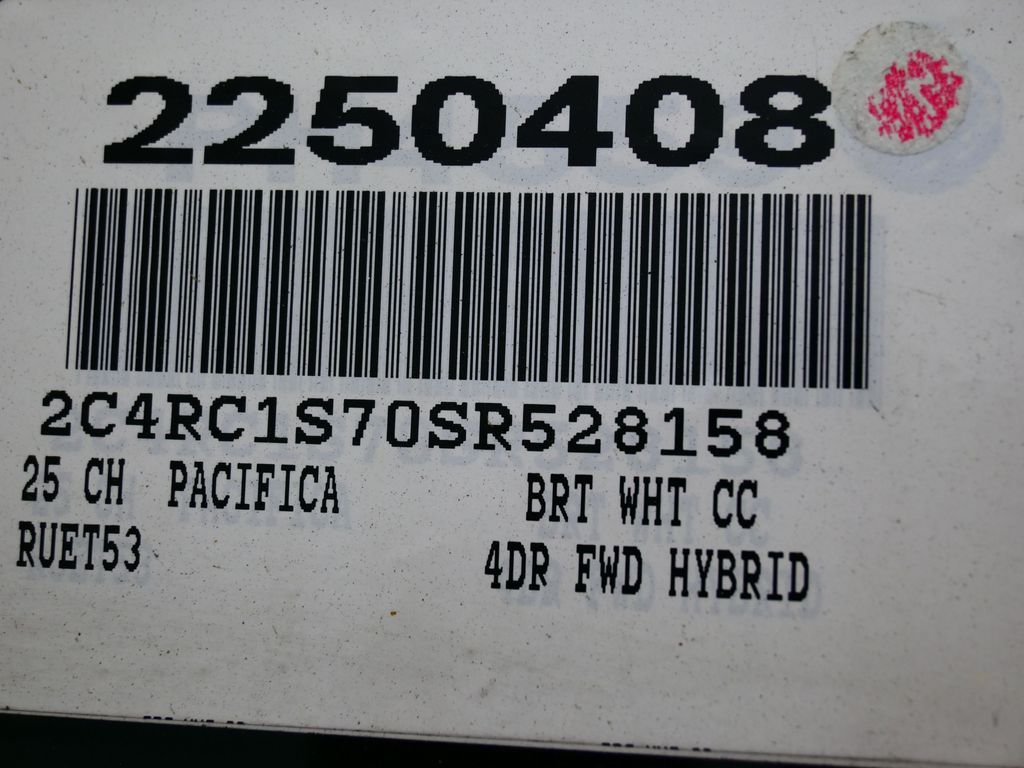 2250408
2C4RC1S70SR528158
25 CH PACIFICA BRT WHT CC
RUET53 4DR FWD HYBRID